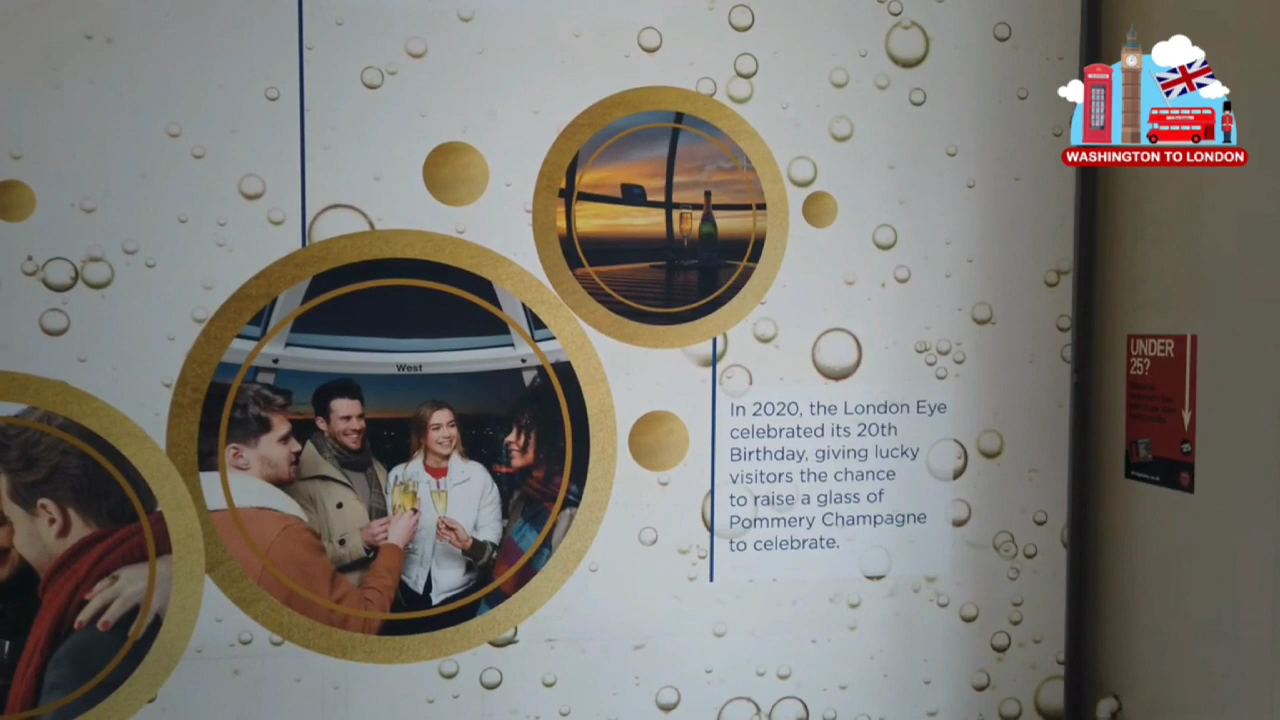 WASHINGTON TO LONDON
West
UNDER
25?
In 2020, the London Eye
celebrated its 20th
Birthday, giving lucky
visitors the chance
to raise a glass of
Pommery Champagne
to celebrate.